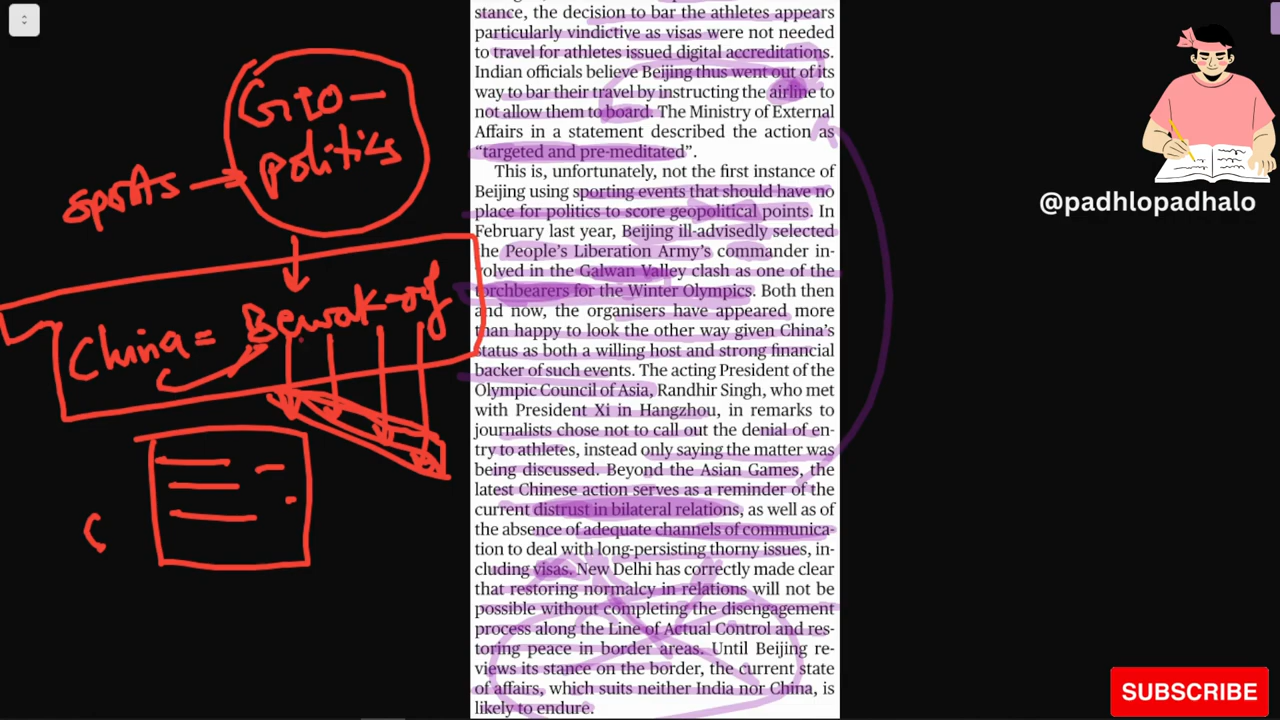 GEO-
politics
sports
China = Bewakoof
stance, the decision to bar the athletes appears
particularly vindictive as visas were not needed
to travel for athletes issued digital accreditations.
Indian officials believe Beijing thus went out of its
way to bar their travel by instructing the airline to
not allow them to board. The Ministry of External
Affairs in a statement described the action as
“targeted and pre-meditated”.
This is, unfortunately, not the first instance of
Beijing using sporting events that should have no
place for politics to score geopolitical points. In
February last year, Beijing ill-advisedly selected
the People’s Liberation Army’s commander in-
volved in the Galwan Valley clash as one of the
torchbearers for the Winter Olympics. Both then
and now, the organisers have appeared more
than happy to look the other way given China’s
status as both a willing host and strong financial
backer of such events. The acting President of the
Olympic Council of Asia, Randhir Singh, who met
with President Xi in Hangzhou, in remarks to
journalists chose not to call out the denial of en-
try to athletes, instead only saying the matter was
being discussed. Beyond the Asian Games, the
latest Chinese action serves as a reminder of the
current distrust in bilateral relations, as well as of
the absence of adequate channels of communica-
tion to deal with long-persisting thorny issues, in-
cluding visas. New Delhi has correctly made clear
that restoring normalcy in relations will not be
possible without completing the disengagement
process along the Line of Actual Control and res-
toring peace in border areas. Until Beijing re-
views its stance on the border, the current state
of affairs, which suits neither India nor China, is
likely to endure.
@padhlopadhalo
SUBSCRIBE